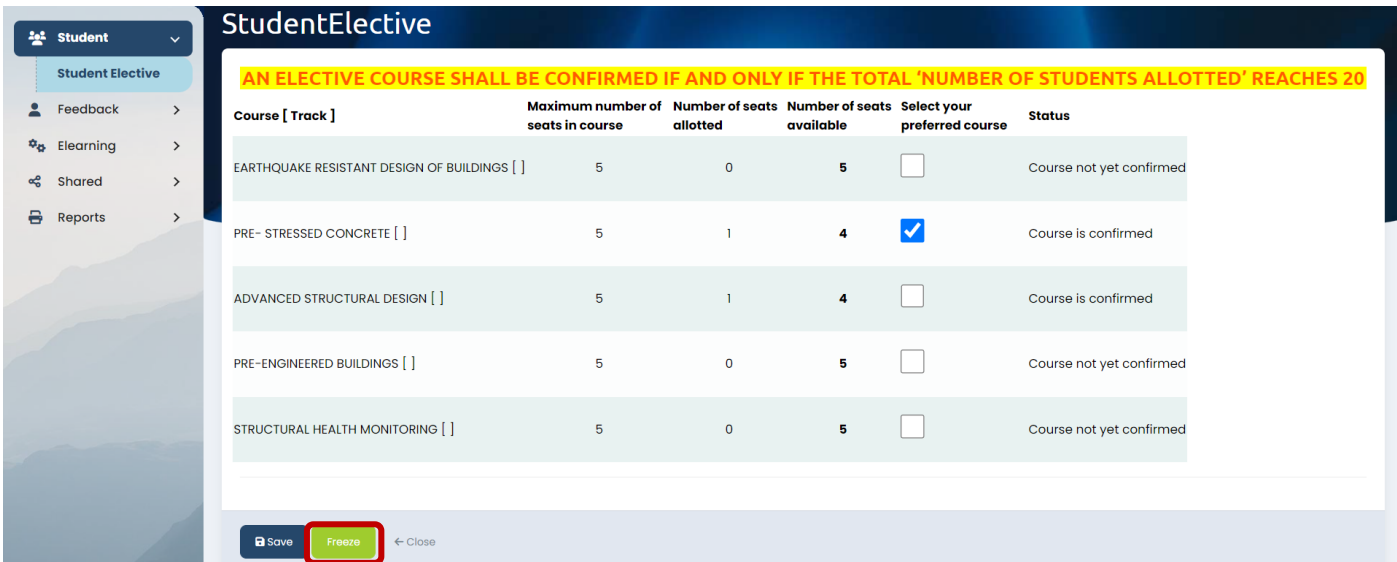 StudentElective
Student
Student Elective
Feedback
Elearning
Shared
Reports
AN ELECTIVE COURSE SHALL BE CONFIRMED IF AND ONLY IF THE TOTAL ‘NUMBER OF STUDENTS ALLOTTED’ REACHES 20
Course [ Track ] Maximum number of seats in course Number of seats allotted Number of seats available Select your preferred course Status
EARTHQUAKE RESISTANT DESIGN OF BUILDINGS [ ] 5 0 5 Course not yet confirmed
PRE- STRESSED CONCRETE [ ] 5 1 4 Course is confirmed
ADVANCED STRUCTURAL DESIGN [ ] 5 1 4 Course is confirmed
PRE-ENGINEERED BUILDINGS [ ] 5 0 5 Course not yet confirmed
STRUCTURAL HEALTH MONITORING [ ] 5 0 5 Course not yet confirmed
Save Freeze ← Close